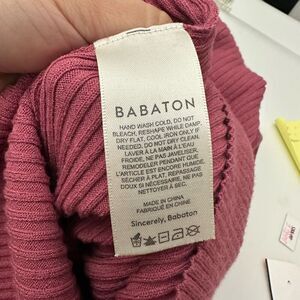 BABATON
HAND WASH COLD, DO NOT
BLEACH, RESHAPE WHILE DAMP,
DRY FLAT, COOL IRON ONLY IF
NEEDED. DO NOT DRY CLEAN.
LAVER À LA MAIN À L'EAU
FROIDE, NE PAS JAVELISER,
REMODELER PENDANT QUE
L'ARTICLE EST ENCORE HUMIDE,
SÉCHER À PLAT, REPASSAGE
DOUX SI NÉCESSAIRE. NE PAS
NETTOYER À SEC.
MADE IN CHINA
FABRIQUÉ EN CHINE
Sincerely, Babaton